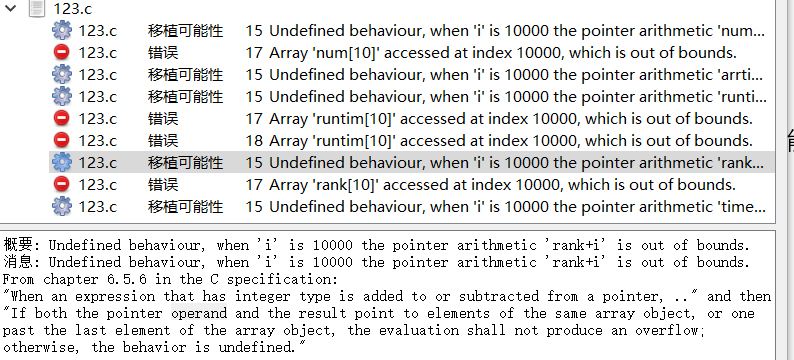 123.c
123.c 移植可能性 15 Undefined behaviour, when 'i' is 10000 the pointer arithmetic 'num...
123.c 错误 17 Array 'num[10]' accessed at index 10000, which is out of bounds.
123.c 移植可能性 15 Undefined behaviour, when 'i' is 10000 the pointer arithmetic 'arrti...
123.c 移植可能性 15 Undefined behaviour, when 'i' is 10000 the pointer arithmetic 'runti...
123.c 错误 17 Array 'runtim[10]' accessed at index 10000, which is out of bounds.
123.c 错误 18 Array 'runtim[10]' accessed at index 10000, which is out of bounds.
123.c 移植可能性 15 Undefined behaviour, when 'i' is 10000 the pointer arithmetic 'rank...
123.c 错误 17 Array 'rank[10]' accessed at index 10000, which is out of bounds.
123.c 移植可能性 15 Undefined behaviour, when 'i' is 10000 the pointer arithmetic 'time...
概要: Undefined behaviour, when 'i' is 10000 the pointer arithmetic 'rank+i' is out of bounds.
消息: Undefined behaviour, when 'i' is 10000 the pointer arithmetic 'rank+i' is out of bounds.
From chapter 6.5.6 in the C specification:
"When an expression that has integer type is added to or subtracted from a pointer, .." and then
"If both the pointer operand and the result point to elements of the same array object, or one
past the last element of the array object, the evaluation shall not produce an overflow;
otherwise, the behavior is undefined."